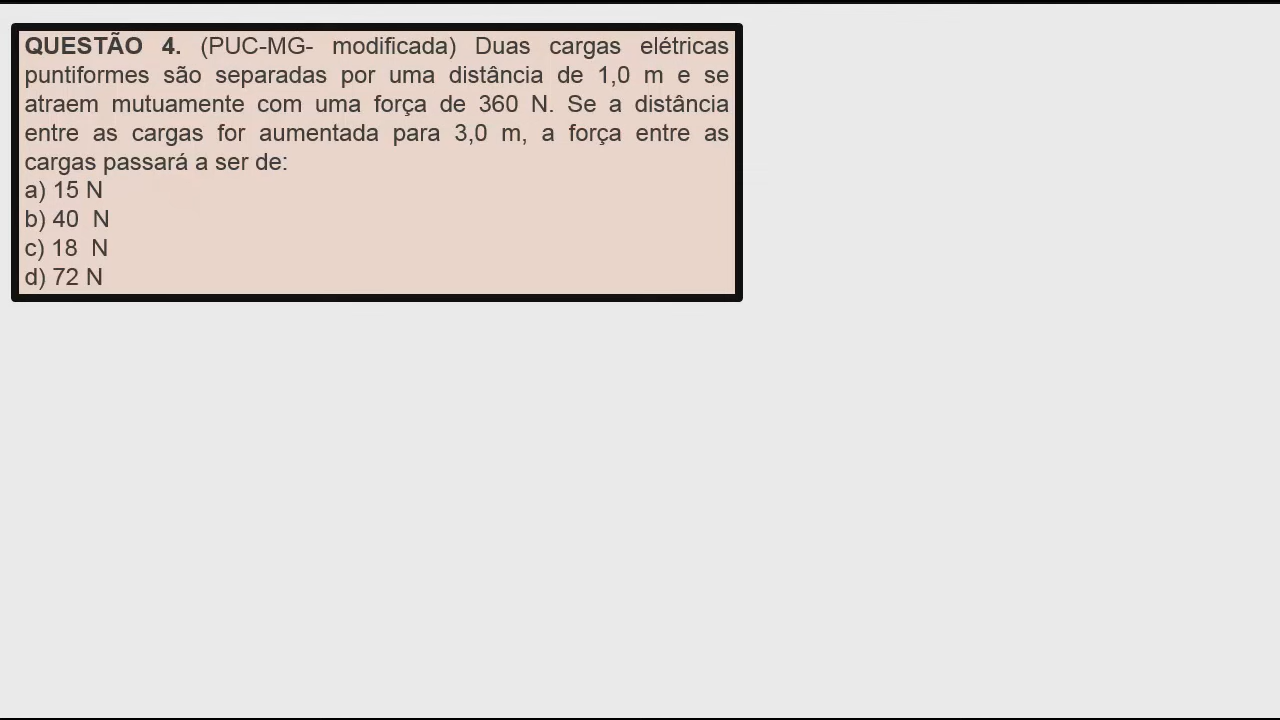 QUESTÃO 4. (PUC-MG- modificada) Duas cargas elétricas
puntiformes são separadas por uma distância de 1,0 m e se
atraem mutuamente com uma força de 360 N. Se a distância
entre as cargas for aumentada para 3,0 m, a força entre as
cargas passará a ser de:
a) 15 N
b) 40 N
c) 18 N
d) 72 N